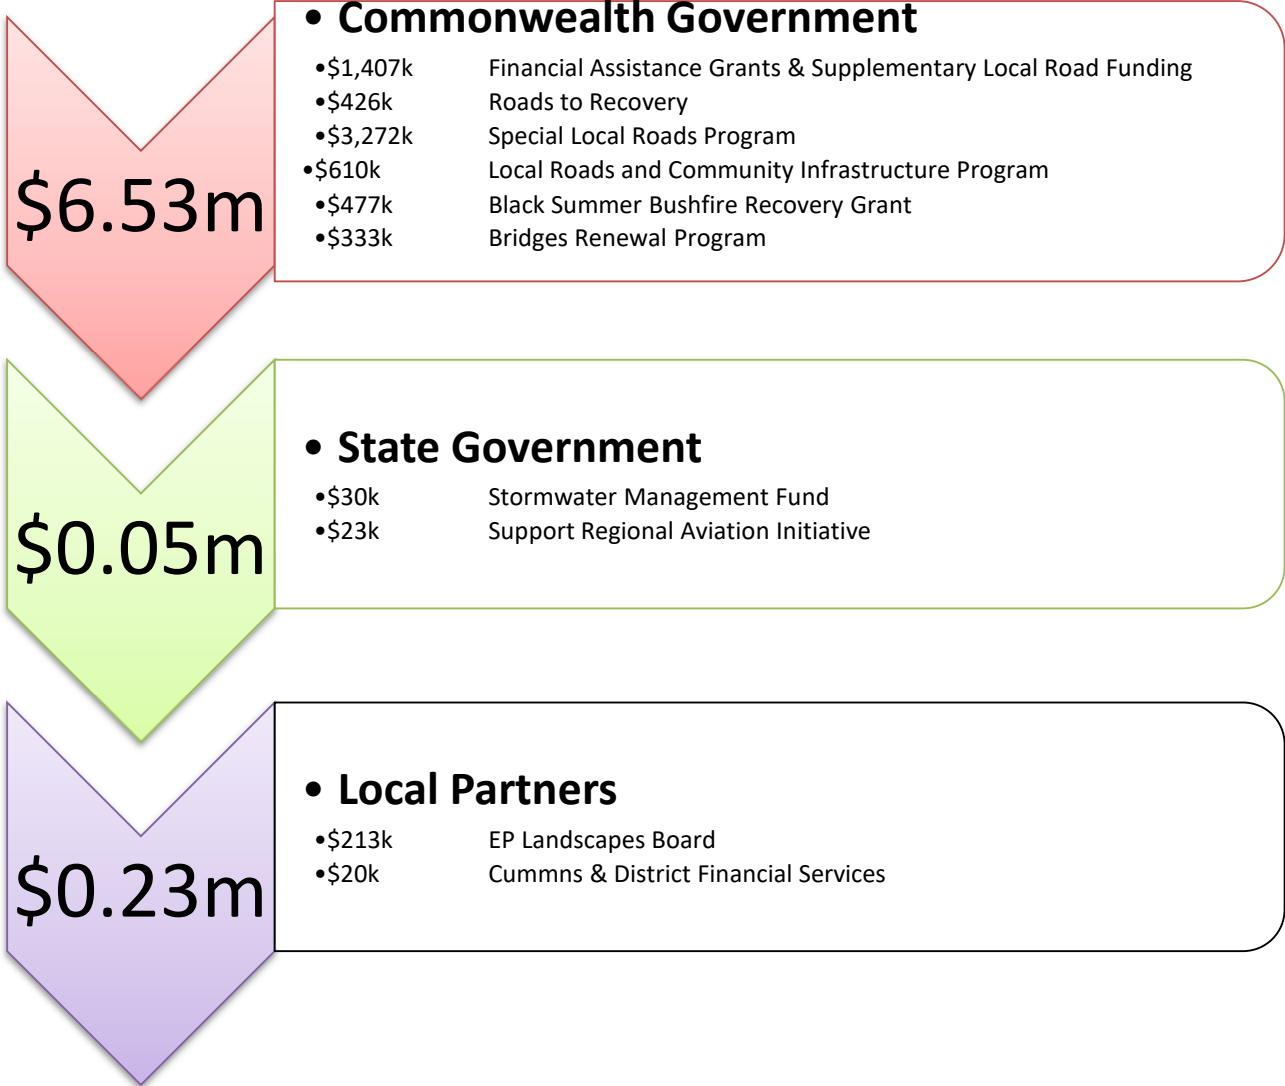 • Commonwealth Government
•$1,407k Financial Assistance Grants & Supplementary Local Road Funding
•$426k Roads to Recovery
•$3,272k Special Local Roads Program
•$610k Local Roads and Community Infrastructure Program
•$477k Black Summer Bushfire Recovery Grant
•$333k Bridges Renewal Program
$6.53m
• State Government
•$30k Stormwater Management Fund
•$23k Support Regional Aviation Initiative
$0.05m
• Local Partners
•$213k EP Landscapes Board
•$20k Cummns & District Financial Services
$0.23m